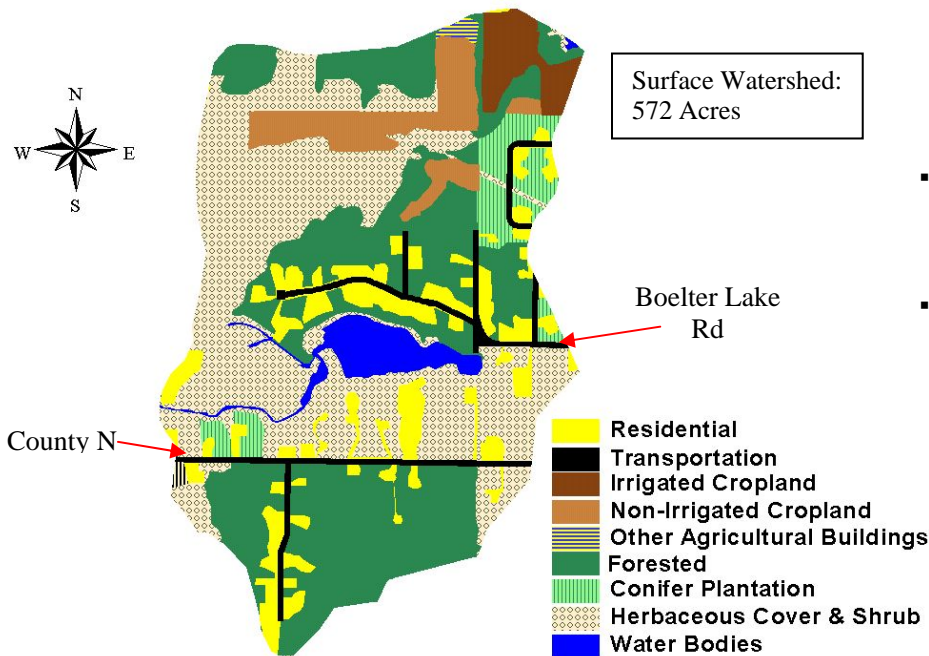 Surface Watershed:
572 Acres
N
W E
S
Boelter Lake
Rd
County N
Residential
Transportation
Irrigated Cropland
Non-Irrigated Cropland
Other Agricultural Buildings
Forested
Conifer Plantation
Herbaceous Cover & Shrub
Water Bodies